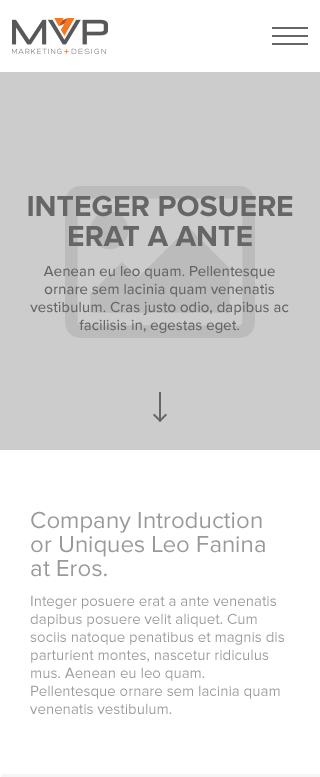 MVP
MARKETING+DESIGN
INTEGER POSUERE
ERAT A ANTE
Aenean eu leo quam. Pellentesque
ornare sem lacinia quam venenatis
vestibulum. Cras justo odio, dapibus ac
facilisis in, egestas eget.
Company Introduction
or Uniques Leo Fanina
at Eros.
Integer posuere erat a ante venenatis
dapibus posuere velit aliquet. Cum
sociis natoque penatibus et magnis dis
parturient montes, nascetur ridiculus
mus. Aenean eu leo quam.
Pellentesque ornare sem lacinia quam
venenatis vestibulum.